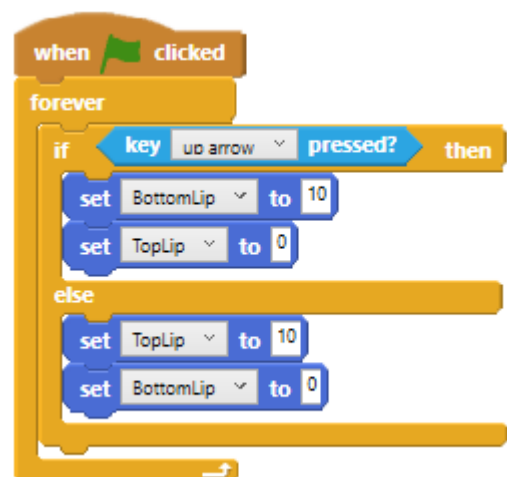 when clicked
forever
if key up arrow pressed? then
set BottomLip to 10
set TopLip to 0
else
set TopLip to 10
set BottomLip to 0